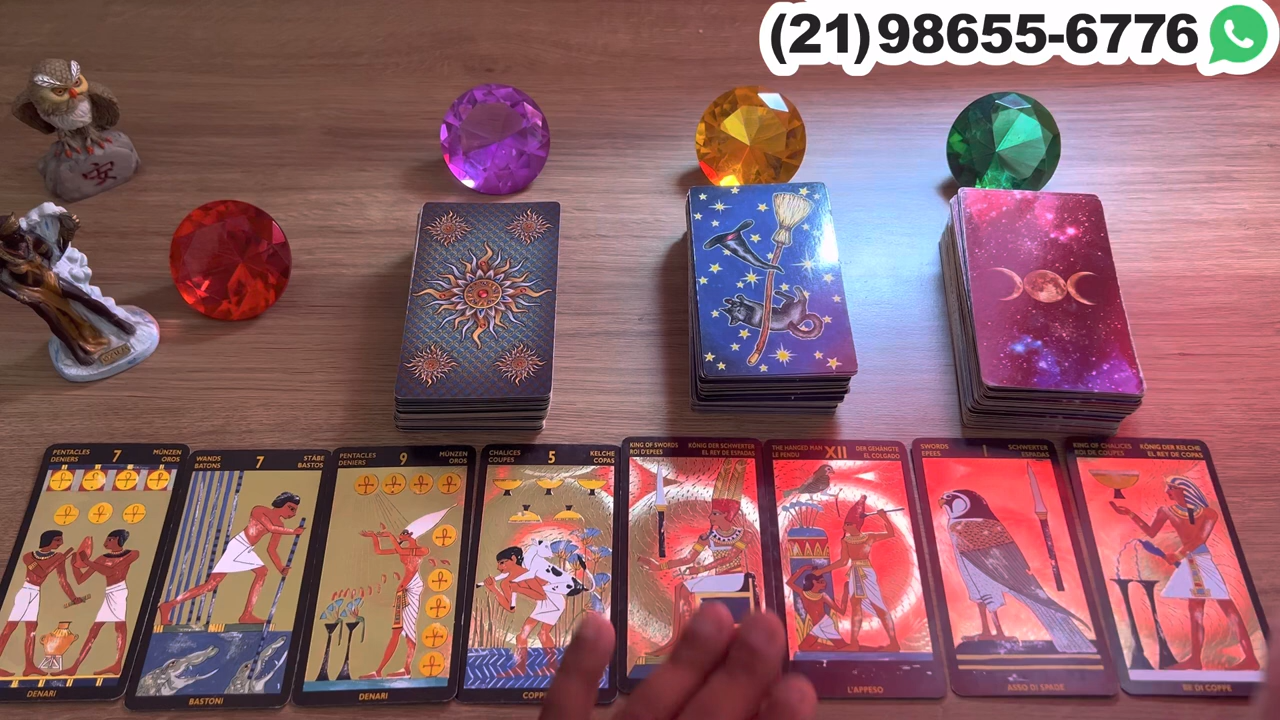 (21)98655-6776
安
PENTACLES 7 MÜNZEN
DENIERS OROS
DENARI
WANDS 7 STÄBE
BATONS BASTOS
BASTONI
PENTACLES 9 MÜNZEN
DENIERS OROS
DENARI
CHALICES 5 KELCHE
COUPES COPAS
KING OF SWORDS KÖNIG DER SCHWERTER
ROI D'EPEES EL REY DE ESPADAS
THE HANGED MAN XII DER GEHÄNGTE
LE PENDU EL COLGADO
L'APPESO
SWORDS 1 SCHWERTER
EPEES ESPADAS
ASSO DI SPADE
KING OF CHALICES KÖNIG DER KELCHE
ROI DE COUPES EL REY DE COPAS
RE DI COPPE